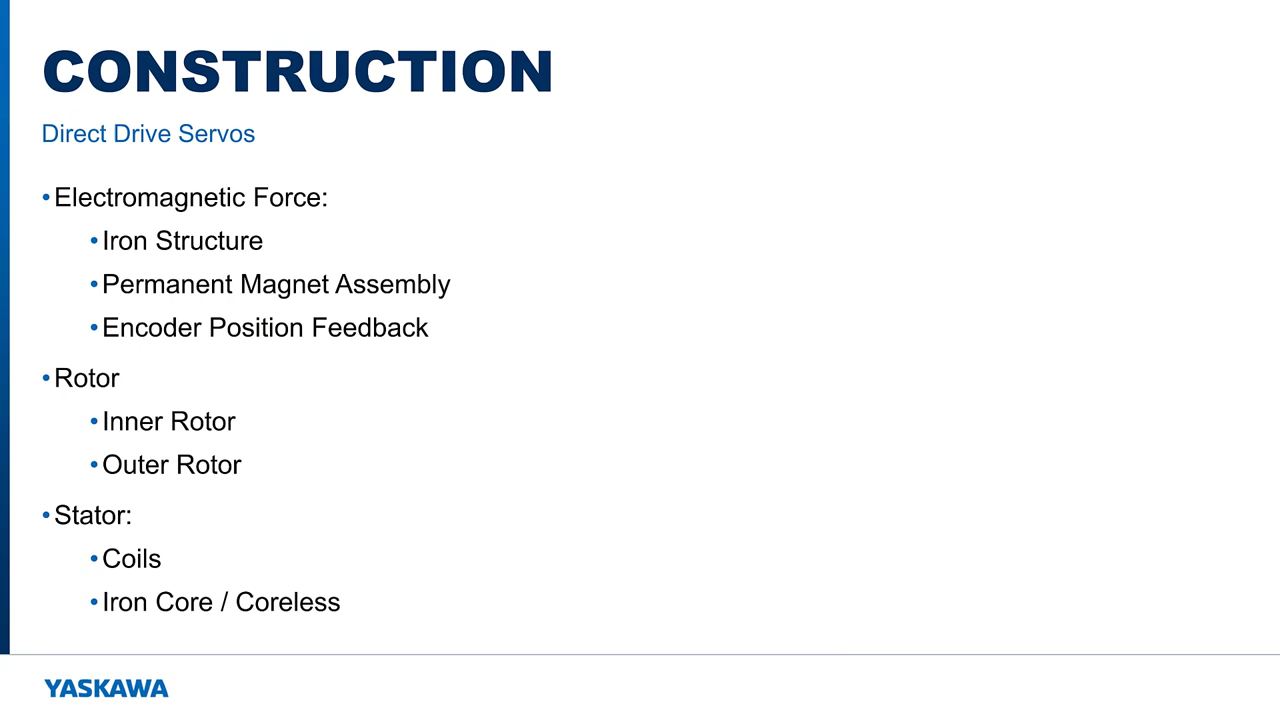 CONSTRUCTION
Direct Drive Servos
•Electromagnetic Force:
•Iron Structure
•Permanent Magnet Assembly
•Encoder Position Feedback
•Rotor
•Inner Rotor
•Outer Rotor
•Stator:
•Coils
•Iron Core / Coreless
YASKAWA